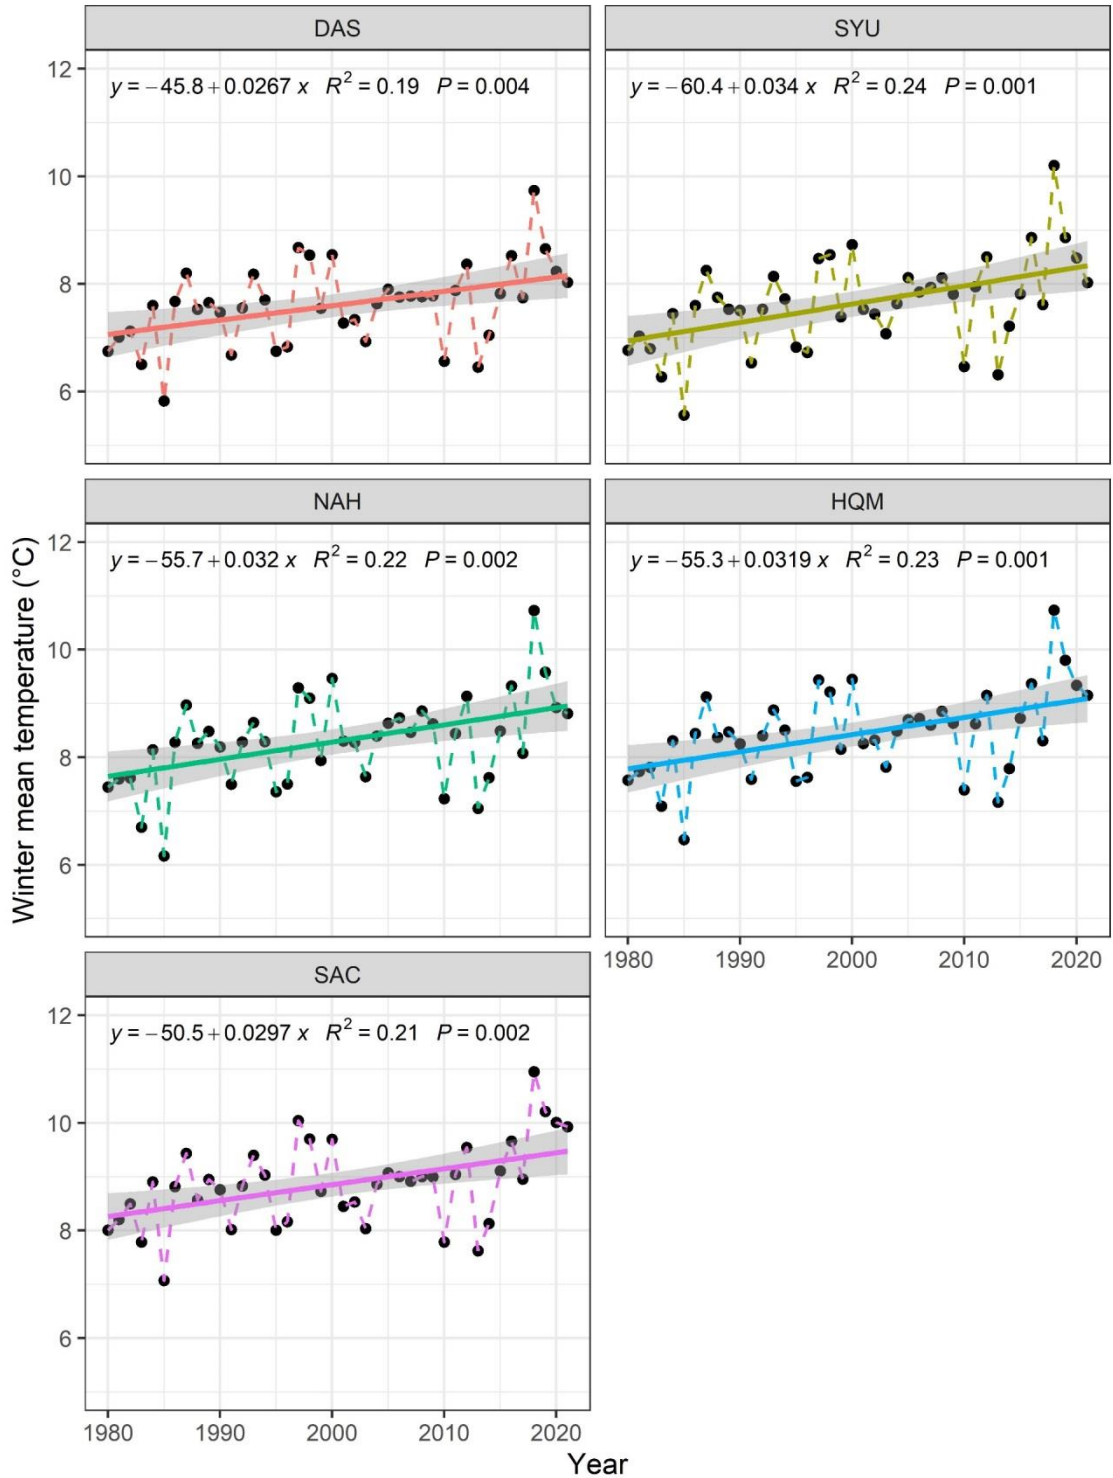 DAS
SYU
12
y = −45.8 + 0.0267 x R² = 0.19 P = 0.004
y = −60.4 + 0.034 x R² = 0.24 P = 0.001
10
8
6
NAH
HQM
12
y = −55.7 + 0.032 x R² = 0.22 P = 0.002
y = −55.3 + 0.0319 x R² = 0.23 P = 0.001
10
8
6
Winter mean temperature (°C)
1980 1990 2000 2010 2020
SAC
12
y = −50.5 + 0.0297 x R² = 0.21 P = 0.002
10
8
6
1980 1990 2000 2010 2020
Year